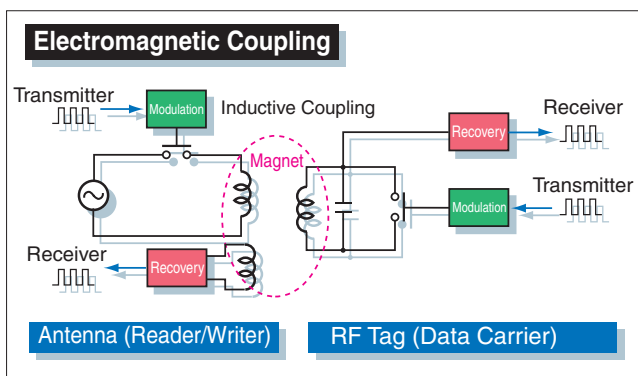 Electromagnetic Coupling
Transmitter
Modulation
Inductive Coupling
Receiver
Recovery
Magnet
Transmitter
Modulation
Receiver
Recovery
Antenna (Reader/Writer)
RF Tag (Data Carrier)